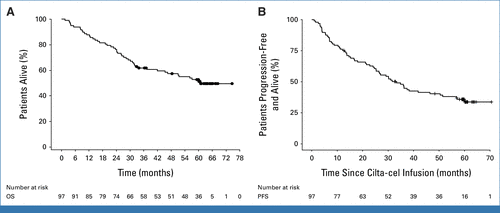 A
100
80
60
40
20
0
Patients Alive (%)
0 6 12 18 24 30 36 42 48 54 60 66 72 78
Time (months)
Number at risk
OS 97 91 85 79 74 66 58 53 51 48 36 5 1 0
B
100
75
50
25
0
Patients Progression-Free
and Alive (%)
0 10 20 30 40 50 60 70
Time Since Cilta-cel Infusion (months)
Number at risk
PFS 97 77 63 52 39 36 16 1